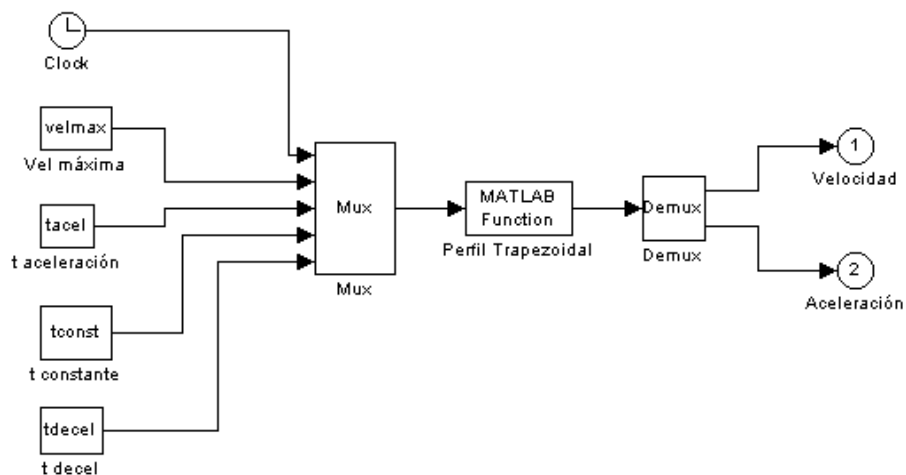 Clock
velmax
Vel máxima
tacel
t aceleración
tconst
t constante
tdecel
t decel
Mux
Mux
MATLAB
Function
Perfil Trapezoidal
Demux
Demux
1
Velocidad
2
Aceleración